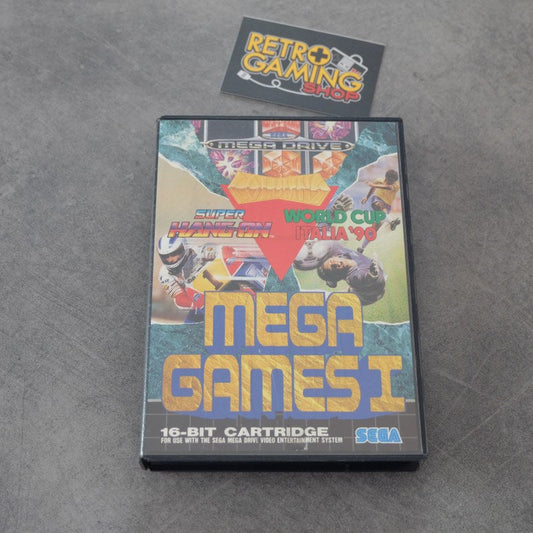 RETRO
GAMING
SHOP
MEGA DRIVE
COLUMNS
SUPER
HANG-ON
WORLD CUP
ITALIA '90
MEGA
GAMES I
16-BIT CARTRIDGE
FOR USE WITH THE SEGA MEGA DRIVE VIDEO ENTERTAINMENT SYSTEM
SEGA